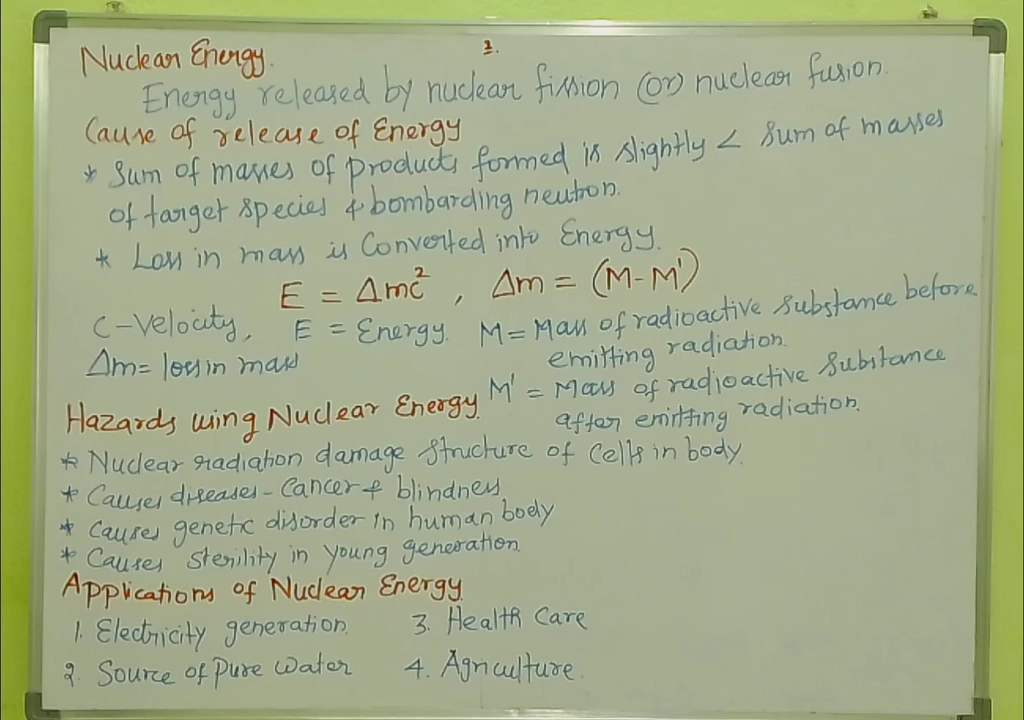 2.
Nuclear Energy.
Energy released by nuclear fission (or) nuclear fusion.
Cause of release of Energy
* Sum of masses of products formed is slightly < sum of masses
of target species & bombarding neutron.
* Loss in mass is Converted into Energy.
E = Δmc², Δm = (M-M')
C-Velocity, E = Energy. M = Mass of radioactive substance before
emitting radiation.
Δm = loss in mass
M' = Mass of radioactive Substance
after emitting radiation.
Hazards using Nuclear Energy.
* Nuclear radiation damage structure of Cells in body.
* Causes diseases - Cancer & blindness
* Causes genetic disorder in human body
* Causes sterility in young generation
Applications of Nuclear Energy.
1. Electricity generation. 3. Health Care
2. Source of Pure Water 4. Agriculture.